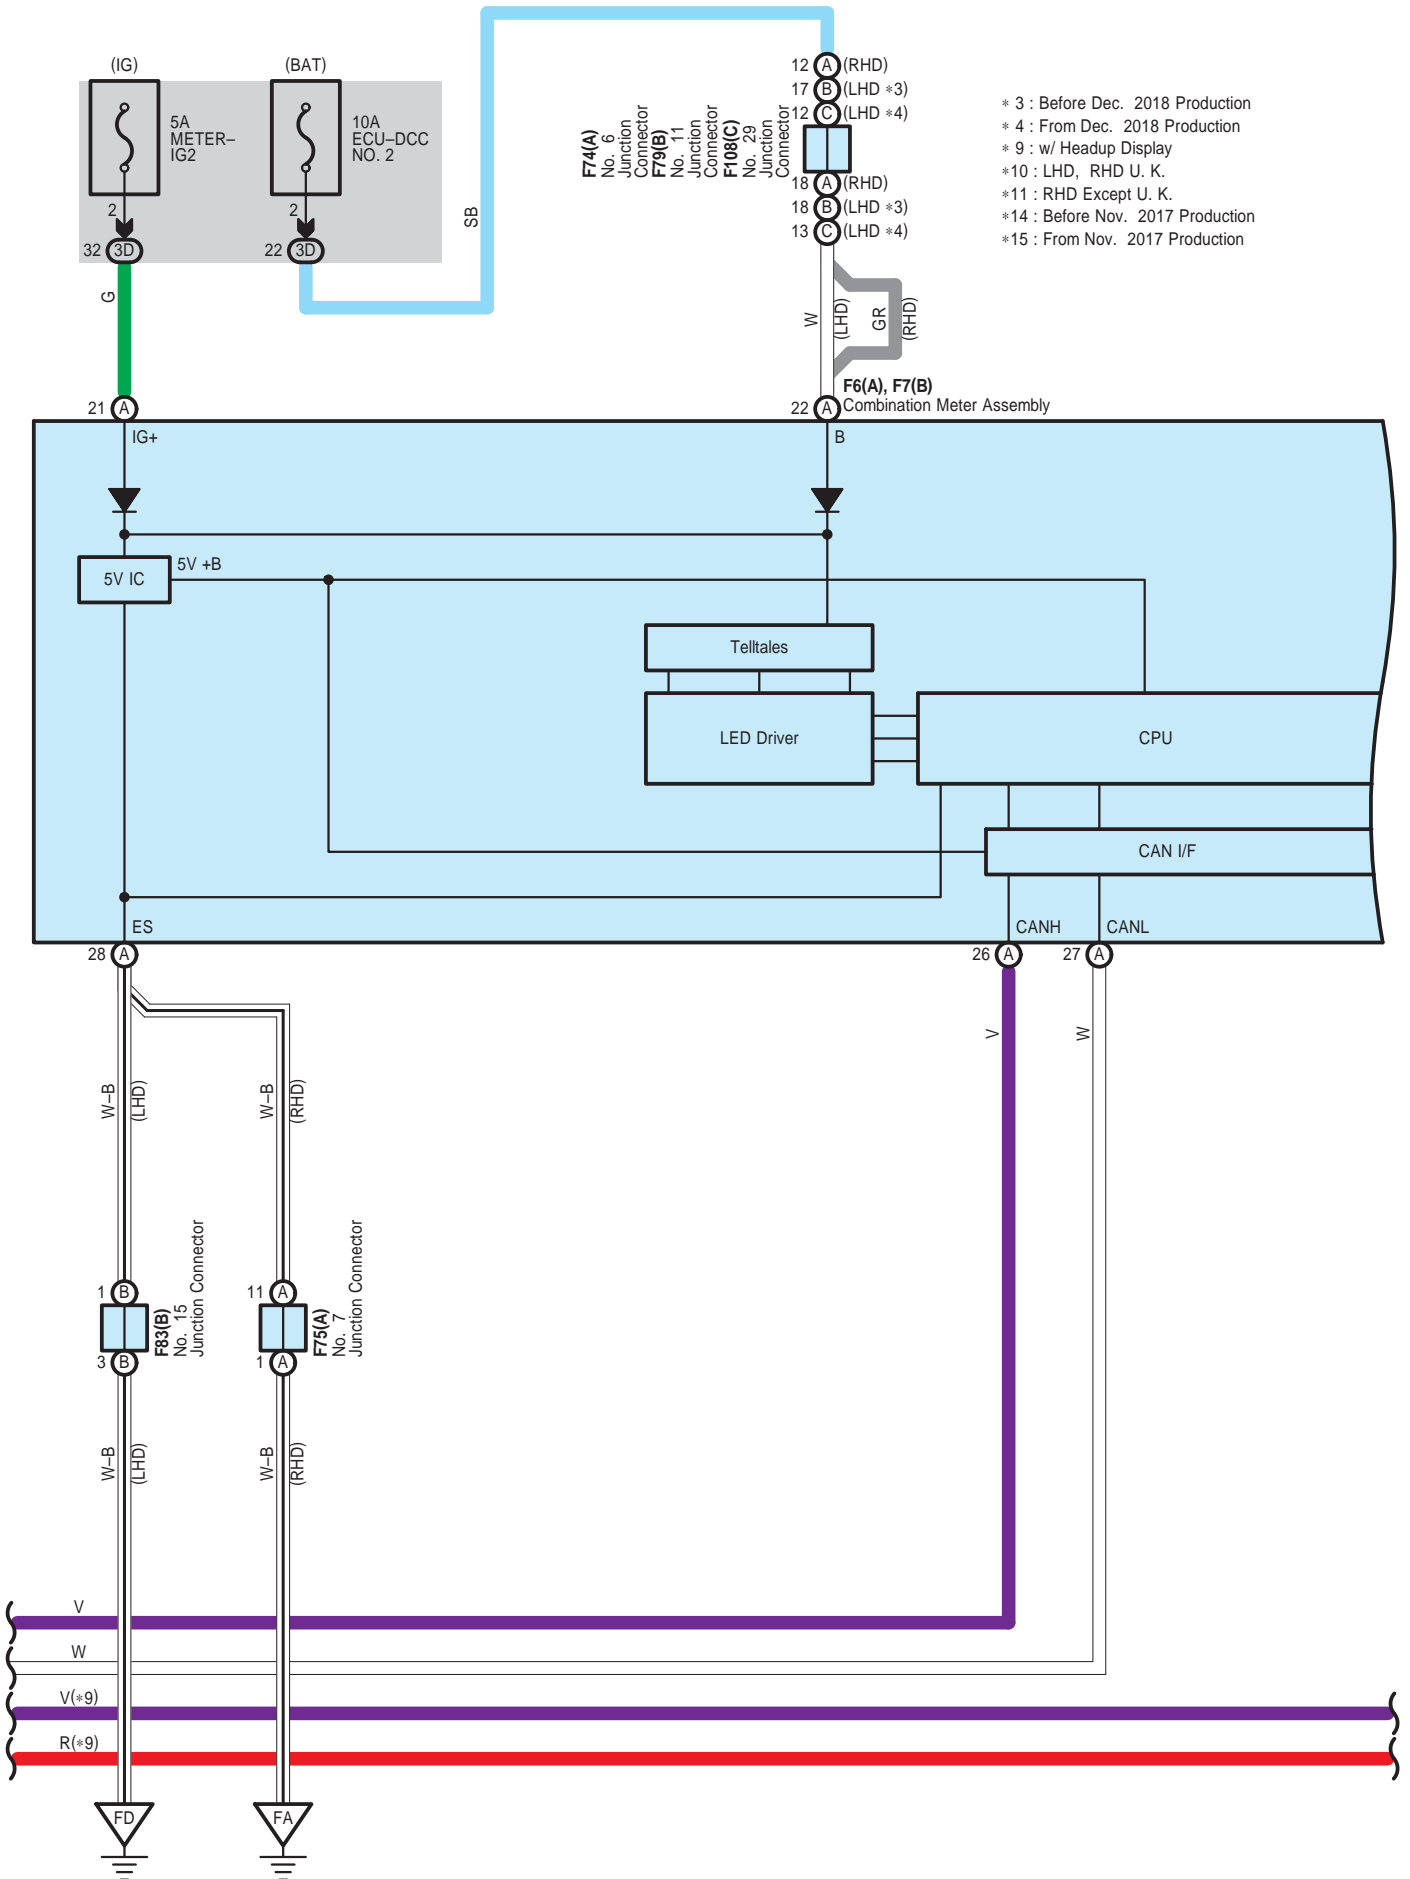 (IG)
(BAT)
5A
METER–
IG2
10A
ECU–DCC
NO. 2
2
2
32 3D
22 3D
G
SB
12 A (RHD)
17 B (LHD *3)
12 C (LHD *4)
F74(A)
No. 6
Junction
Connector
F79(B)
No. 11
Junction
Connector
F108(C)
No. 29
Junction
Connector
18 A (RHD)
18 B (LHD *3)
13 C (LHD *4)
* 3 : Before Dec. 2018 Production
* 4 : From Dec. 2018 Production
* 9 : w/ Headup Display
*10 : LHD, RHD U. K.
*11 : RHD Except U. K.
*14 : Before Nov. 2017 Production
*15 : From Nov. 2017 Production
W
(LHD)
GR
(RHD)
F6(A), F7(B)
Combination Meter Assembly
21 A
22 A
IG+
B
5V IC
5V +B
Telltales
LED Driver
CPU
CAN I/F
ES
CANH
CANL
28 A
26 A
27 A
V
W
W–B
(LHD)
W–B
(RHD)
1 B
F83(B)
No. 15
Junction Connector
3 B
11 A
F75(A)
No. 7
Junction Connector
1 A
W–B
(LHD)
W–B
(RHD)
V
W
V(*9)
R(*9)
FD
FA